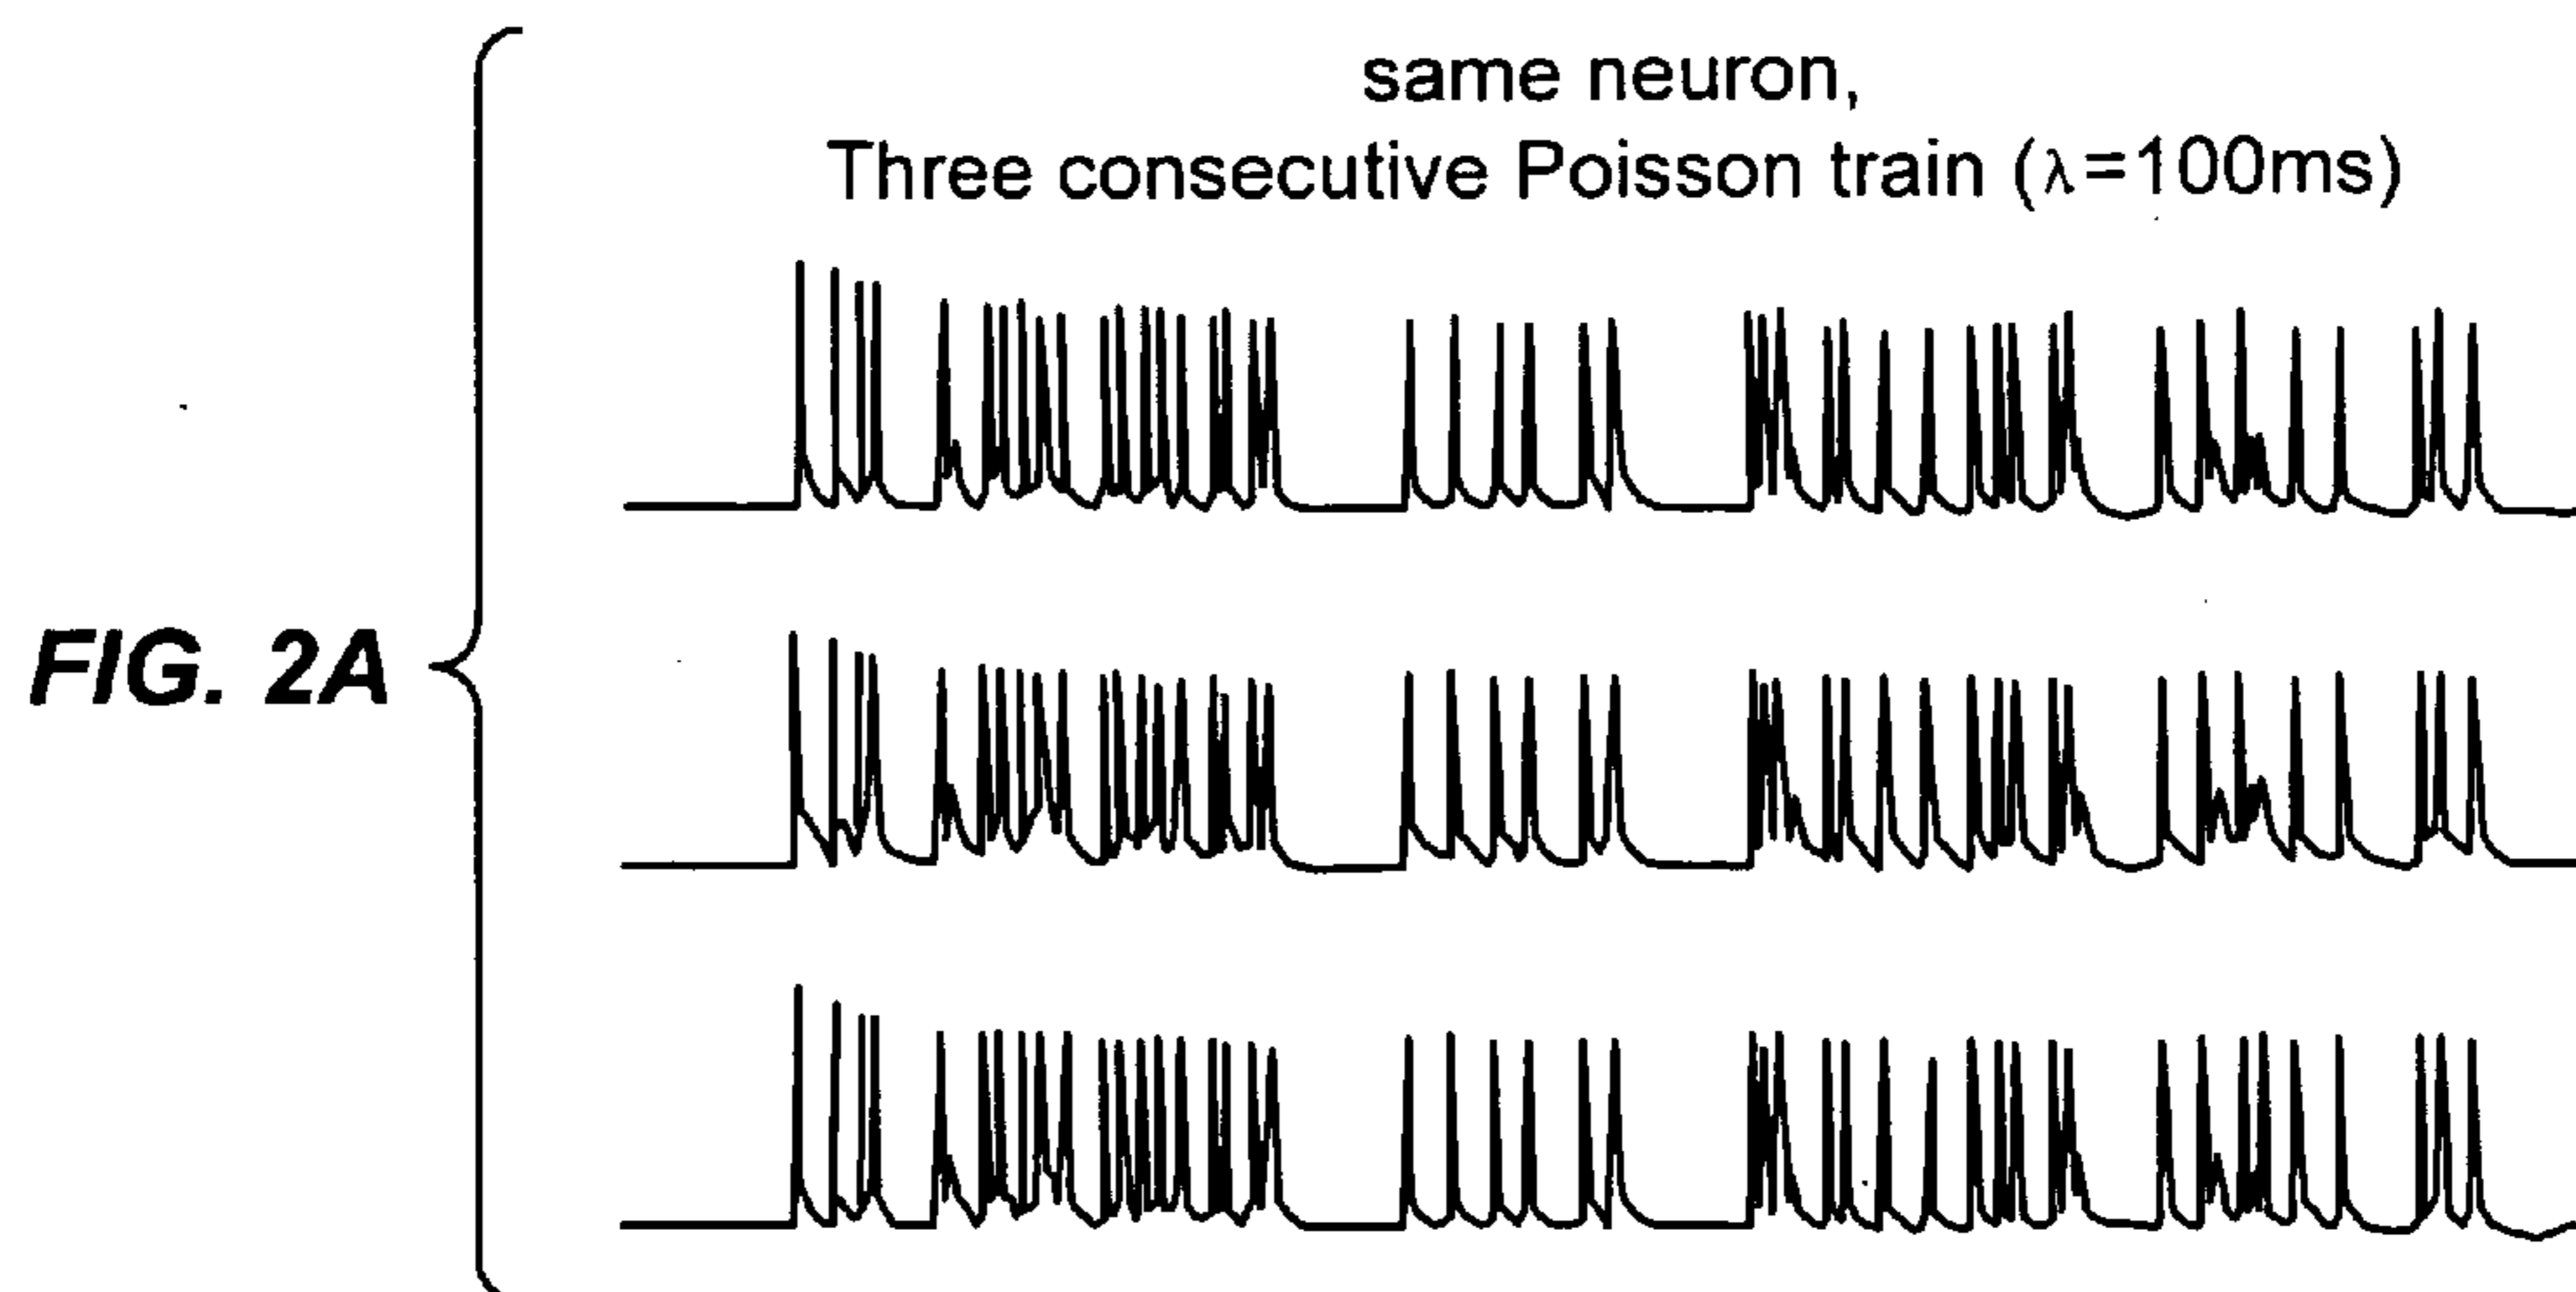 same neuron,
Three consecutive Poisson train (λ=100ms)
FIG. 2A